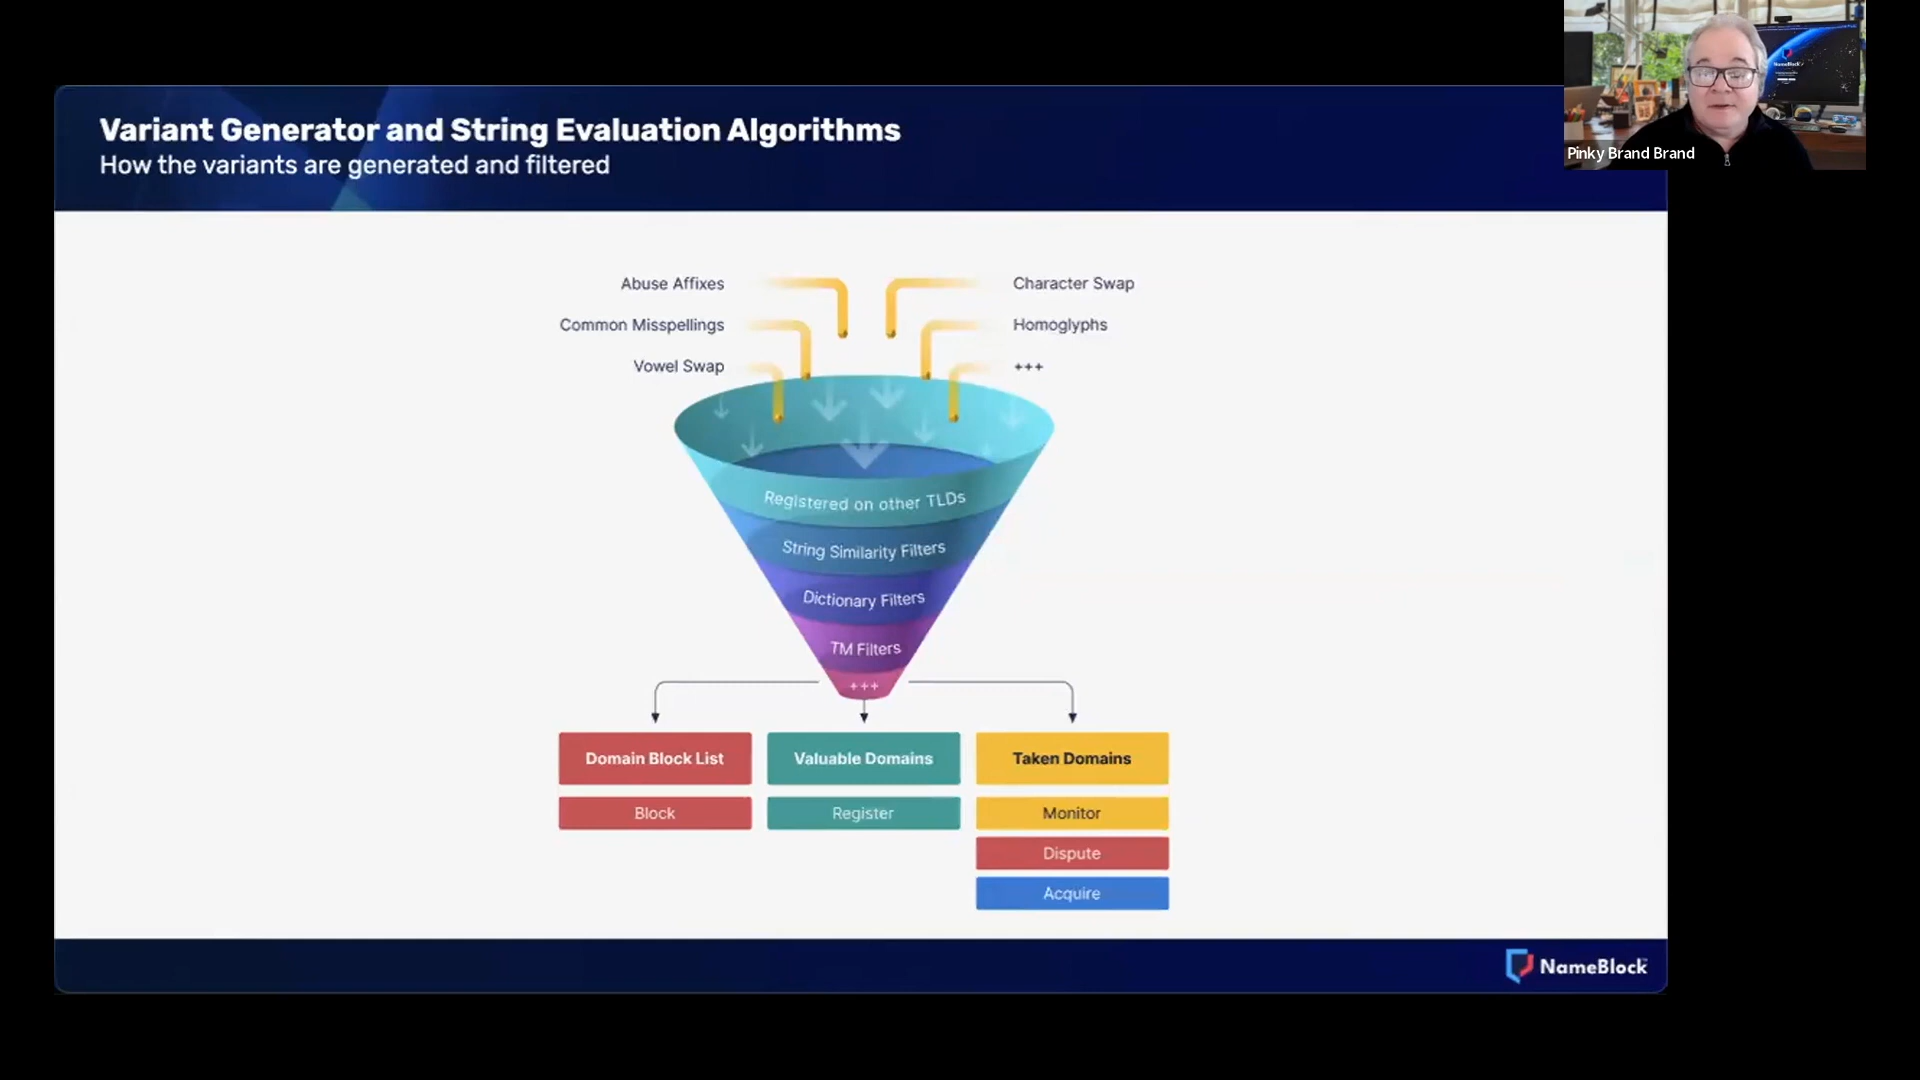 Variant Generator and String Evaluation Algorithms
How the variants are generated and filtered
Pinky Brand Brand
Abuse Affixes
Character Swap
Common Misspellings
Homoglyphs
Vowel Swap
+++
Registered on other TLDs
String Similarity Filters
Dictionary Filters
TM Filters
+++
Domain Block List
Valuable Domains
Taken Domains
Block
Register
Monitor
Dispute
Acquire
NameBlock